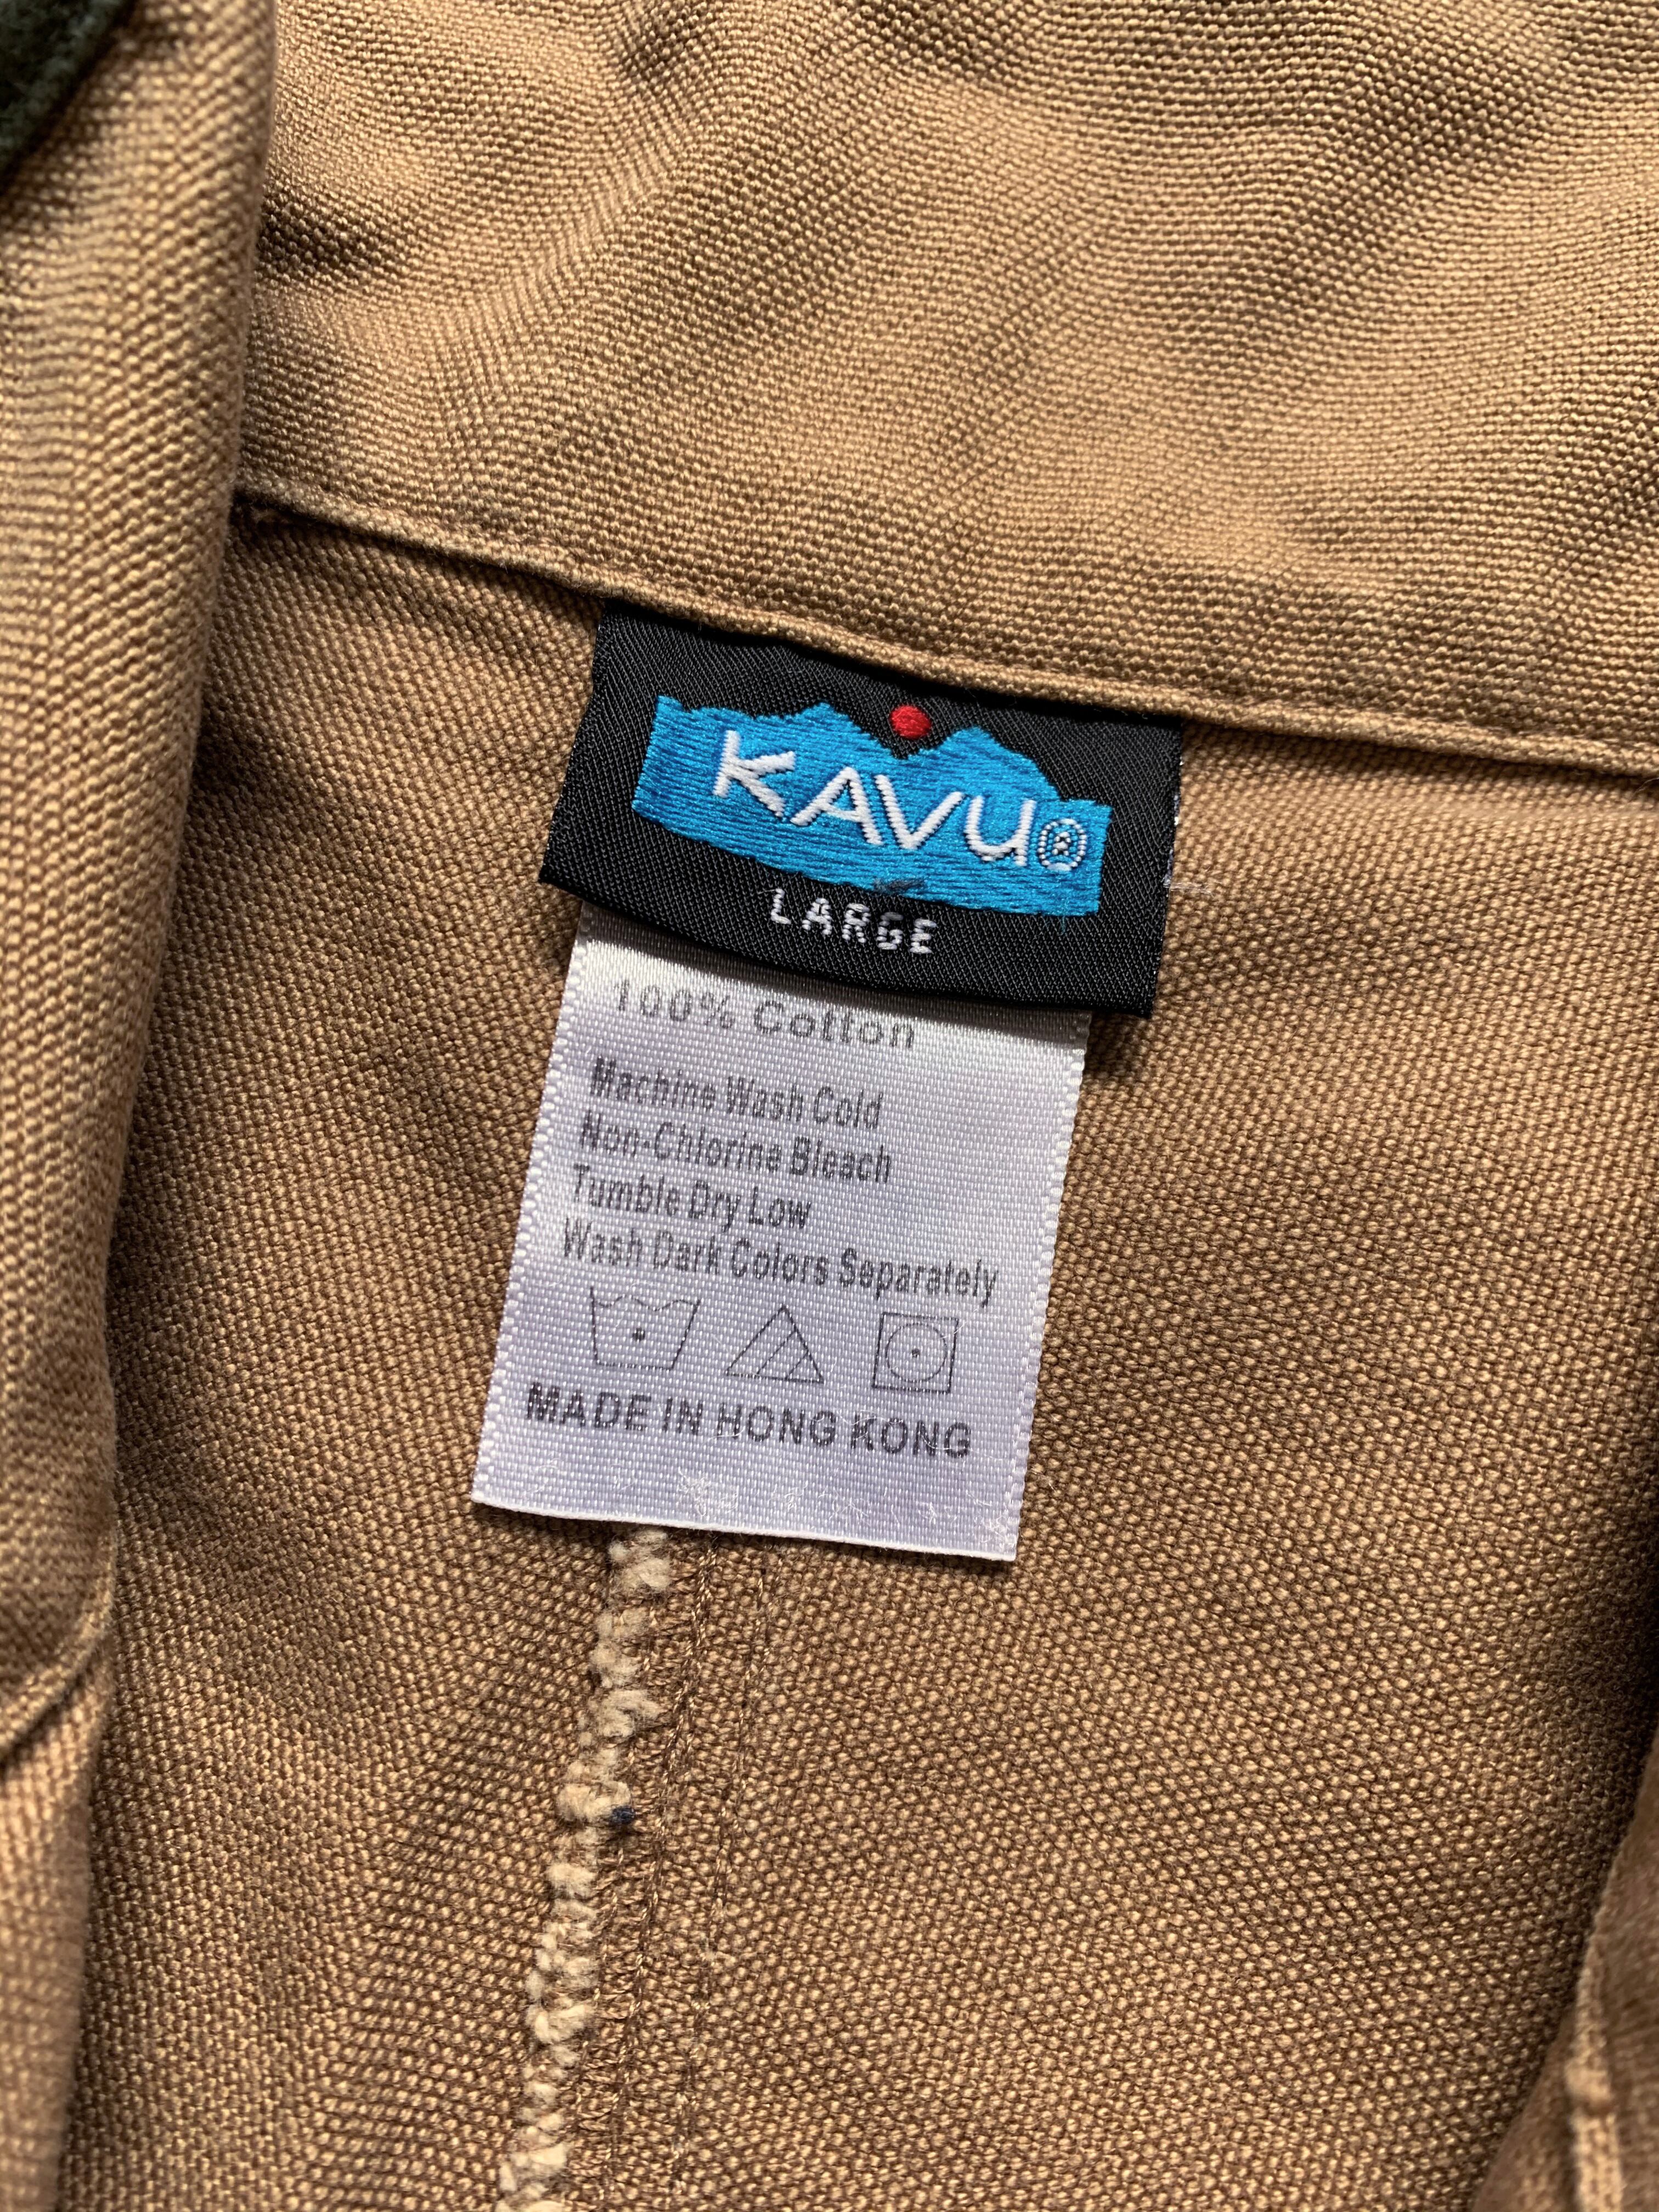 KAVU®
LARGE
100% Cotton
Machine Wash Cold
Non-Chlorine Bleach
Tumble Dry Low
Wash Dark Colors Separately
MADE IN HONG KONG